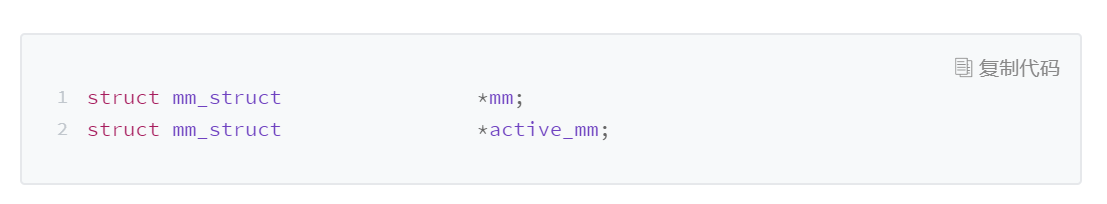 复制代码
1 struct mm_struct *mm;
2 struct mm_struct *active_mm;